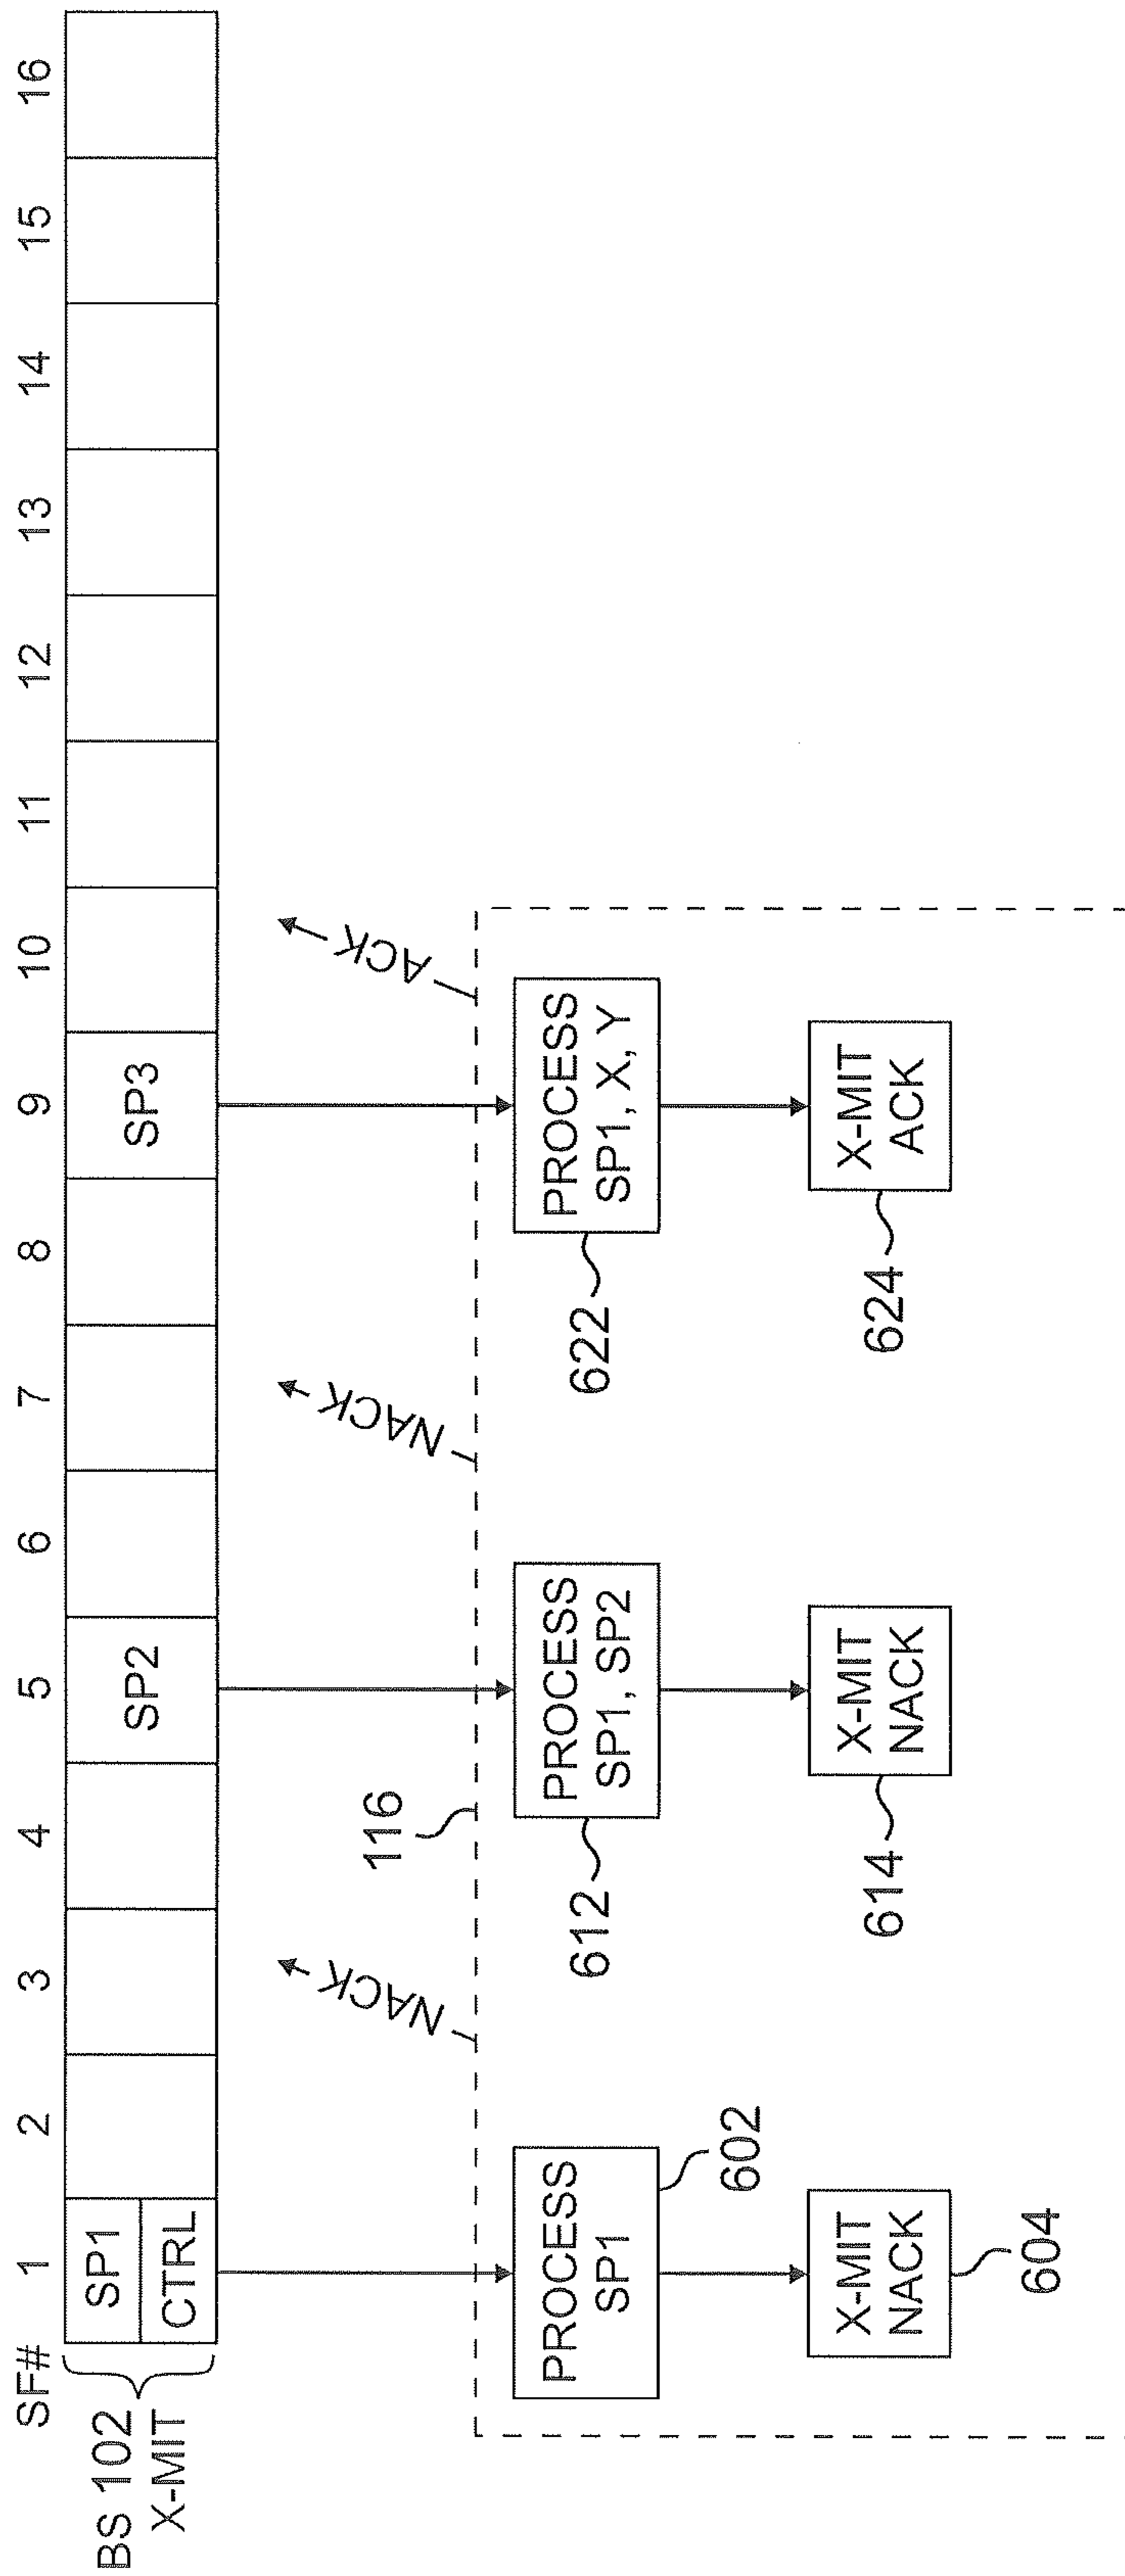 SF# 1 2 3 4 5 6 7 8 9 10 11 12 13 14 15 16
BS 102
X-MIT
SP1
CTRL
SP2
SP3
NACK
NACK
ACK
116
PROCESS
SP1
602
PROCESS
SP1, SP2
612
PROCESS
SP1, X, Y
622
X-MIT
NACK
604
X-MIT
NACK
614
X-MIT
ACK
624